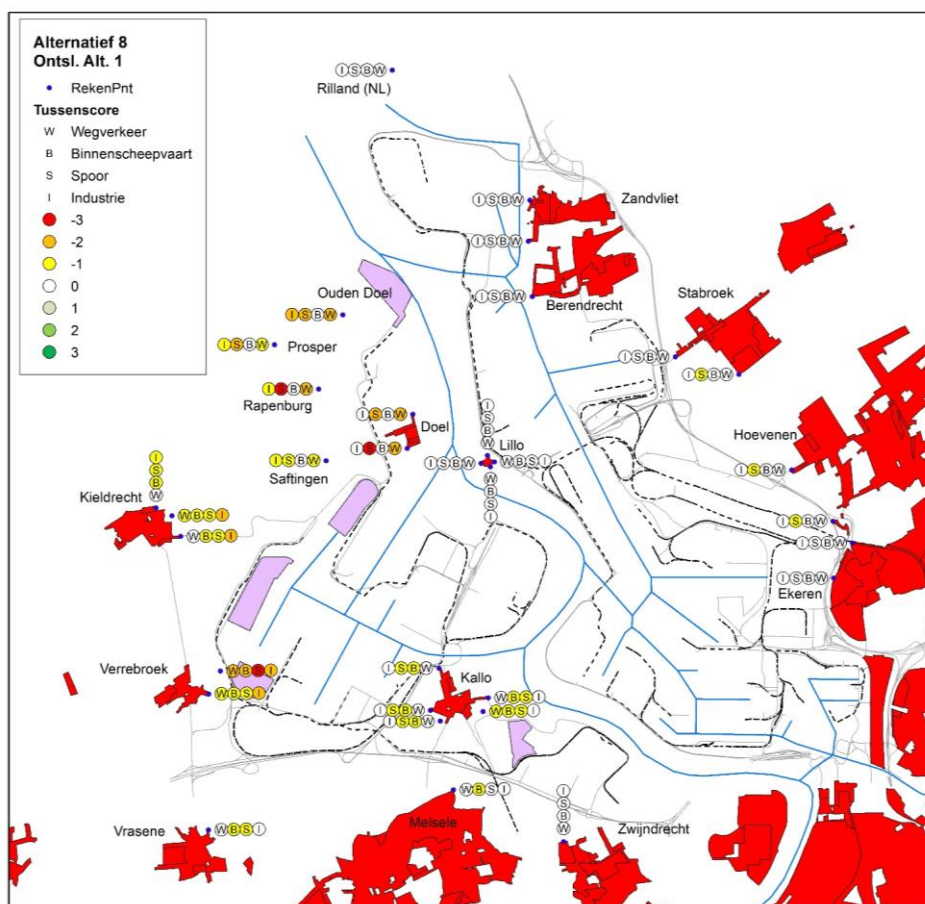 Alternatief 8
Ontsl. Alt. 1
RekenPnt
Tussenscore
W Wegverkeer
B Binnenscheepvaart
S Spoor
I Industrie
-3
-2
-1
0
1
2
3
ISBW
Rilland (NL)
ISBW
Zandvliet
ISBW
ISBW
Berendrecht
Ouden Doel
Stabroek
ISBW
ISBW
Prosper
ISBW
ISBW
ISBW
Rapenburg
ISBW
Doel
ISBW
ISBW
Lillo
ISBW
WBSI
WBSI
Hoevenen
ISBW
ISBW
Saftingen
ISBW
Kieldrecht
WBSI
WBSI
ISBW
ISBW
ISBW
Ekeren
Verrebroek
WBSI
WBSI
ISBW
Kallo
ISBW
ISBW
WBSI
WBSI
WBSI
Melsele
ISBW
Zwijndrecht
Vrasene
WBSI